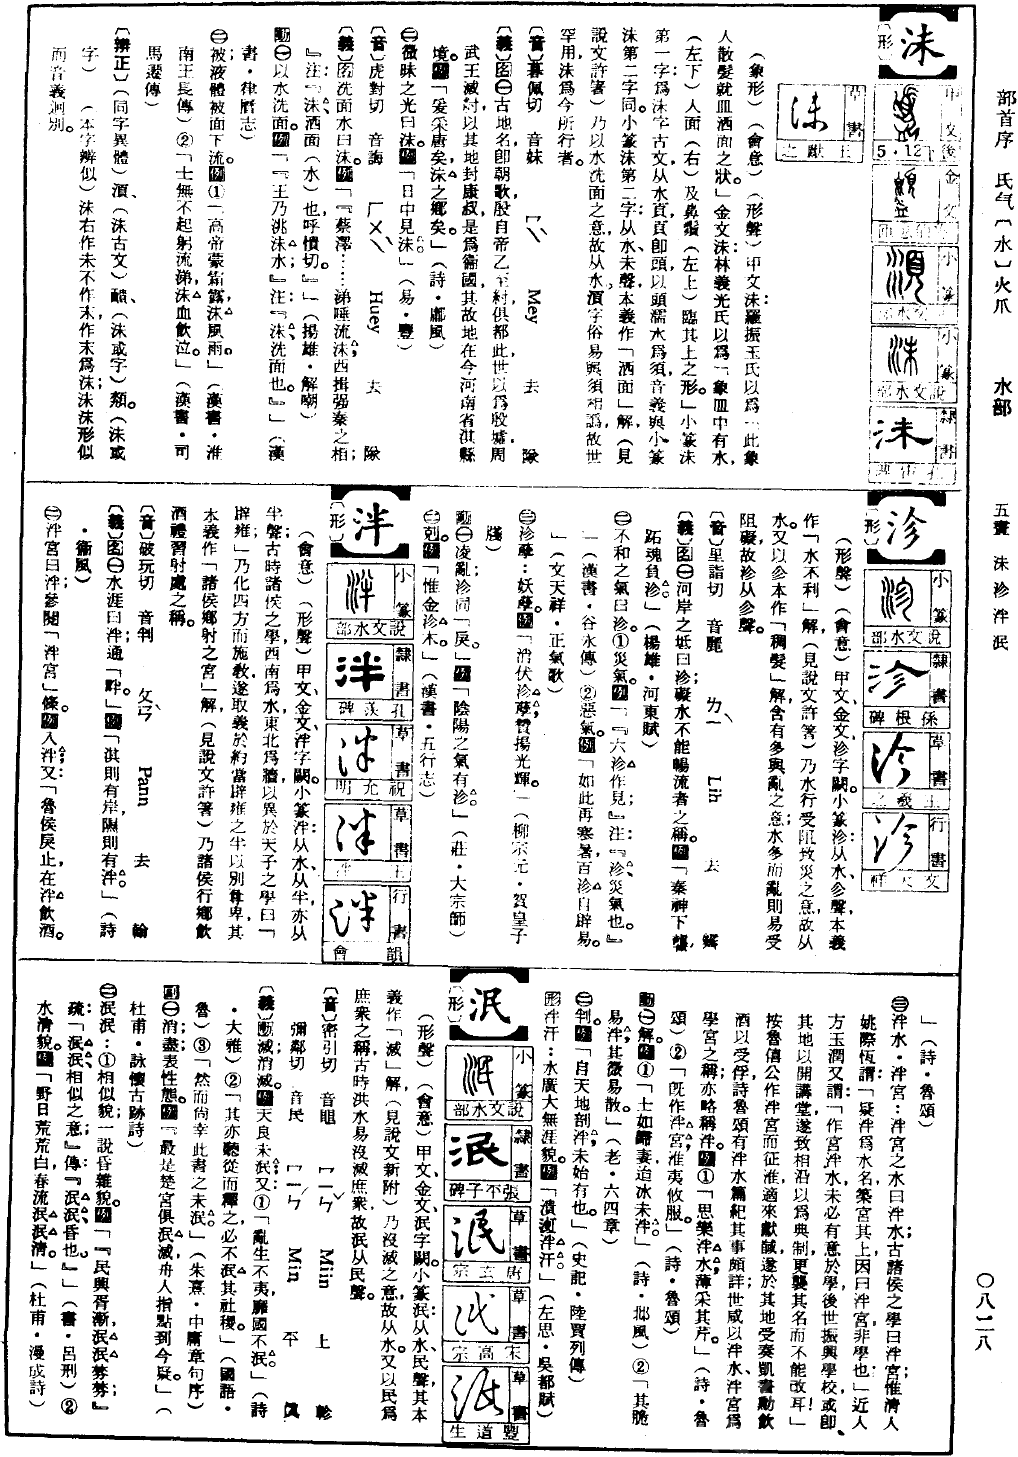 部首序 氏气〔水〕火爪 水部 五畫 沬沴泮泯 〇八二八
沬
〔形〕
甲文 後下12·5
金文
小篆 說文水部
小篆 說文水部
隸書
草書 王獻之
（象形）（會意）（形聲）甲文沬羅振玉氏以爲「此象
人散髮就皿洒面之狀。」金文沬林義光氏以爲「象皿中有水，
（左下）人面（右）及鼻鬚（左上）臨其上之形。」小篆沬
第一字爲沬字古文从水頁頁卽頭以頭濡水爲須音義與小篆
沬第二字同。小篆沬第二字：从水、未聲，本義作「洒面」解（見
說文許箸）乃以水洗面之意，故从水。湏字俗易與須相譌，故世
罕用沬爲今所行者。
〔音〕暮佩切 音妹 ㄇㄟˋ Mey 去 隊
〔義〕名㊀古地名，卽朝歌，殷自帝乙至紂俱都此，世以爲殷墟，周
武王滅紂以其地封康叔，是爲衞國，其故地在今河南省淇縣
境。例「爰采唐矣，沬之鄉矣。」（詩・鄘風）
㊁微昧之光曰沬。例「日中見沬」（易・豐）
〔音〕虎對切 音誨 ㄏㄨㄟˋ Huey 去 隊
〔義〕名洗面水曰沬。例「『蔡澤……涕唾流沬，西揖强秦之相；
』注：『沬，洒面（水）也，呼憒切。』」（揚雄・解嘲）
動㊀以水洗面。例「『王乃洮沬水；』注：『沬，洗面也。』」（漢
書・律曆志）
㊁被液體被面下流。例①「高帝蒙霜露，沬風雨。」（漢書・淮
南王長傳）②「士無不起，躬流涕，沬血飲泣。」（漢書・司
馬遷傳）
〔辨正〕（同字異體）湏（沬古文）、靧（沬或字）、頮（沬或
字）（本字辨似）沬右作未不作末，作末爲沫；沬沫形似
而音義迥別。
沴
〔形〕
小篆 說文水部
隸書 孫根碑
草書 王羲之
行書 文天祥
（形聲）（會意）甲文、金文沴字闕。小篆沴：从水、㐱聲，本義
作「水不利」解（見說文許箸）乃水行受阻致災之意，故从
水。又以㐱本作「稠髮」解，含有多與亂之意，水多而亂則易受
阻礙，故沴从㐱聲。
〔音〕里詣切 音麗 ㄌㄧˋ Lih 去 霽
〔義〕名㊀河岸之坻曰沴，礙水不能暢流者之稱。例「秦神下讋，
跖魂負沴」（楊雄・河東賦）
㊁不和之氣曰沴。①災氣。例「『六沴作見；』注：『沴，災氣也。』
」（漢書・谷永傳）②惡氣。例「如此再寒暑，百沴自辟易。
」（文天祥・正氣歌）
㊂沴孽：妖孽。例「消伏沴孽，贊揚光輝。」（柳宗元・賀皇子
牋）
動㊀凌亂；沴同「戾。」例「陰陽之氣有沴。」（莊・大宗師）
㊁剋。例「惟金沴木。」（漢書・五行志）
泮
〔形〕
小篆 說文水部
隸書 孔羨碑
草書 祝允明
草書
行書 韻會
（會意）（形聲）甲文、金文、泮字闕。小篆泮：从水、从半，亦从
半聲；古時諸侯之學，西南爲水，東北爲牆，以異於天子之學曰「
辟雍」，乃化四方而施教，遂取義於約當辟雍之半以別尊卑，其
本義作「諸侯鄉射之宮」解（見說文許箸）乃諸侯行鄉飲
酒禮習射處之稱。
〔音〕破玩切 音判 ㄆㄢˋ Pann 去 翰
〔義〕名㊀水涯曰泮；通「畔。」例「淇則有岸，隰則有泮。」（詩
・衞風）
㊁泮宮曰泮，參閱「泮宮」條。例入泮；又「魯侯戾止，在泮飲酒。
」（詩・魯頌）
㊂泮水・泮宮：泮宮之水曰泮水；古諸侯之學曰泮宮；惟清人
姚際恆謂：「疑泮爲水名，築宮其上，因曰泮宮，非學也」近人
方玉潤又謂：「作宮泮水，未必有意於學，後世振興學校，或卽
其地以開講堂，遂致相沿以爲典制，更襲其名而不能改耳！」
按魯僖公作泮宮而征淮，適來獻馘，遂於其地受奏凱書勳飲
酒以受俘，詩魯頌有泮水篇紀其事頗詳，世咸以泮水、泮宮爲
學宮之稱；亦略稱泮。例①「思樂泮水，薄采其芹。」（詩・魯
頌）②「旣作泮宮，淮夷攸服。」（詩・魯頌）
動㊀解。例①「士如歸妻，迨冰未泮。」（詩・邶風）②「其脆
易泮，其微易散。」（老・六四章）
㊁判。例「自天地剖泮，未始有也。」（史記・陸賈列傳）
形泮汗：水廣大無涯貌。例「潰渱泮汗。」（左思・吳都賦）
泯
〔形〕
小篆 說文水部
隸書 張不子碑
草書 唐玄宗
草書 宋高宗
草書 豐道生
（形聲）（會意）甲文、金文、泯字闕。小篆泯：从水、民聲，其本
義作「滅」解（見說文新附）乃沒滅之意，故从水。又以民爲
庶衆之稱，古時洪水易沒滅庶衆，故泯从民聲。
〔音〕密引切 音眠 ㄇㄧㄣˇ Miin 上 軫
彌鄰切 音民 ㄇㄧㄣˊ Min 平 眞
〔義〕動滅；消滅。例天良未泯；又①「亂生不夷，靡國不泯。」（詩
・大雅）②「其亦聽從而釋之，必不泯其社稷。」（國語・
魯）③「然而尙幸此書之未泯。」（朱熹・中庸章句序）
副㊀消；盡；表性態。例「最是楚宮俱泯滅，舟人指點到今疑。」（
杜甫・詠懷古跡詩）
㊁泯泯：①相似貌；一說昏雜貌。例「『民興胥漸，泯泯棼棼；』
疏：『泯泯相似之意；』傳：『泯泯，昏也。』」（書・呂刑）②
水清貌。例「野日荒荒白，春流泯泯清。」（杜甫・漫成詩）